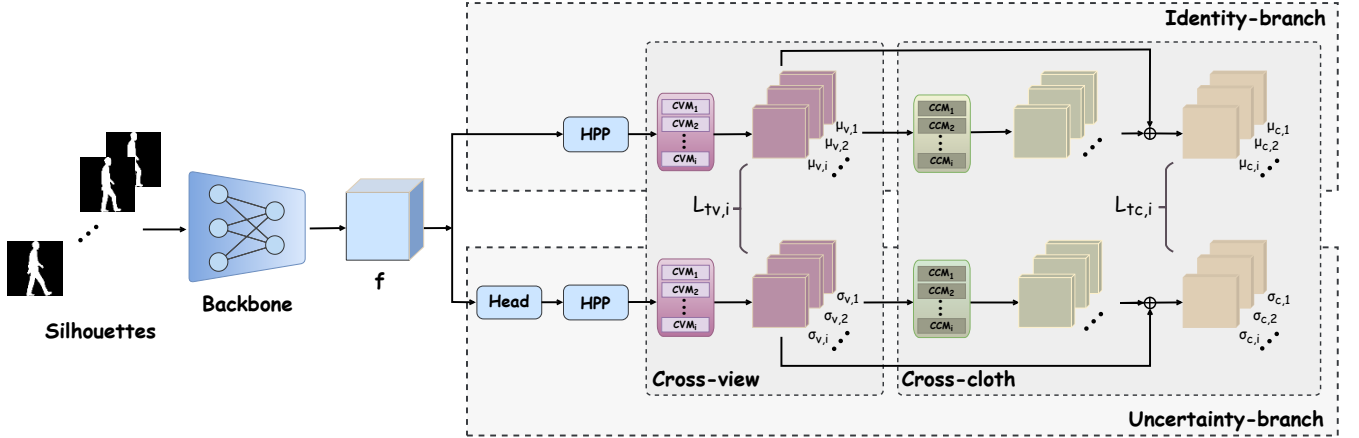 Identity-branch
HPP
CVM1
CVM2
CVMi
μv,1
μv,2
μv,i
CCM1
CCM2
CCMi
μc,1
μc,2
μc,i
Ltv,i
Ltc,i
f
Backbone
Silhouettes
Head
HPP
CVM1
CVM2
CVMi
σv,1
σv,2
σv,i
CCM1
CCM2
CCMi
σc,1
σc,2
σc,i
Cross-view
Cross-cloth
Uncertainty-branch